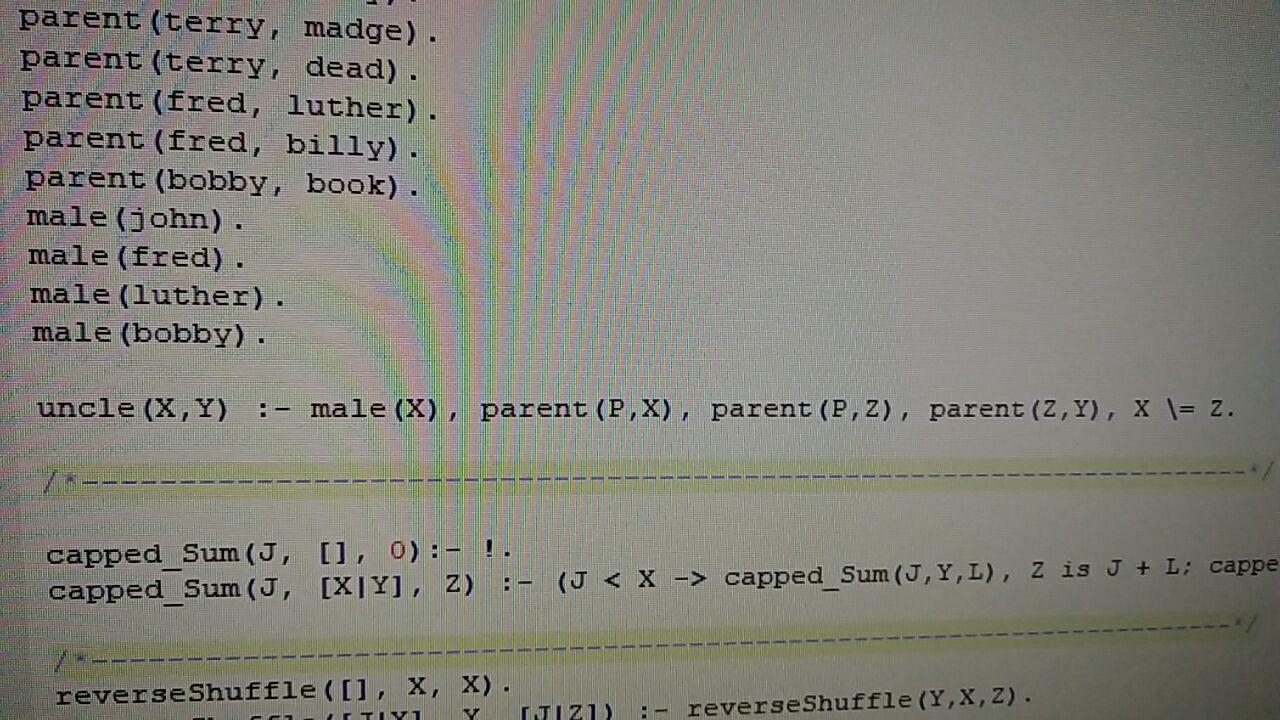 parent(terry, madge).
parent(terry, dead).
parent(fred, luther).
parent(fred, billy).
parent(bobby, book).
male(john).
male(fred).
male(luther).
male(bobby).
uncle(X,Y) :- male(X), parent(P,X), parent(P,Z), parent(Z,Y), X \= Z.
/*-------------------------------------------------------------*/
capped_Sum(J, [], 0):- !.
capped_Sum(J, [X|Y], Z) :- (J < X -> capped_Sum(J,Y,L), Z is J + L; cappe
/*-------------------------------------------------------------*/
reverseShuffle([], X, X).
Y, [J|Z]) :- reverseShuffle(Y,X,Z).